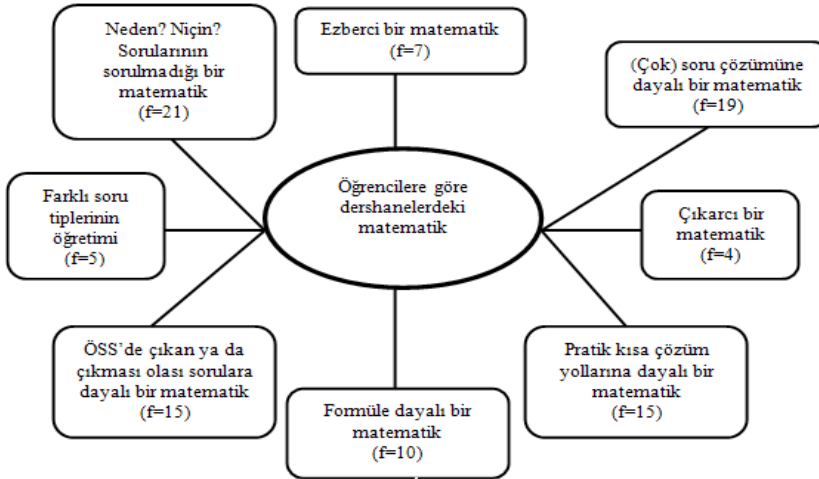 Neden? Niçin?
Sorularının
sorulmadığı bir
matematik
(f=21)
Ezberci bir matematik
(f=7)
(Çok) soru çözümüne
dayalı bir matematik
(f=19)
Öğrencilere göre
dershanelerdeki
matematik
Farklı soru
tiplerinin
öğretimi
(f=5)
Çıkarcı bir
matematik
(f=4)
ÖSS’de çıkan ya da
çıkması olası sorulara
dayalı bir matematik
(f=15)
Formüle dayalı bir
matematik
(f=10)
Pratik kısa çözüm
yollarına dayalı bir
matematik
(f=15)